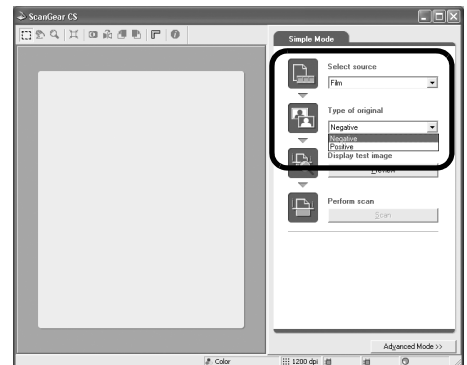 ScanGear CS
Simple Mode
Select source
Film
Type of original
Negative
Negative
Positive
Display test image
Preview
Perform scan
Scan
Advanced Mode >>
Color
1200 dpi